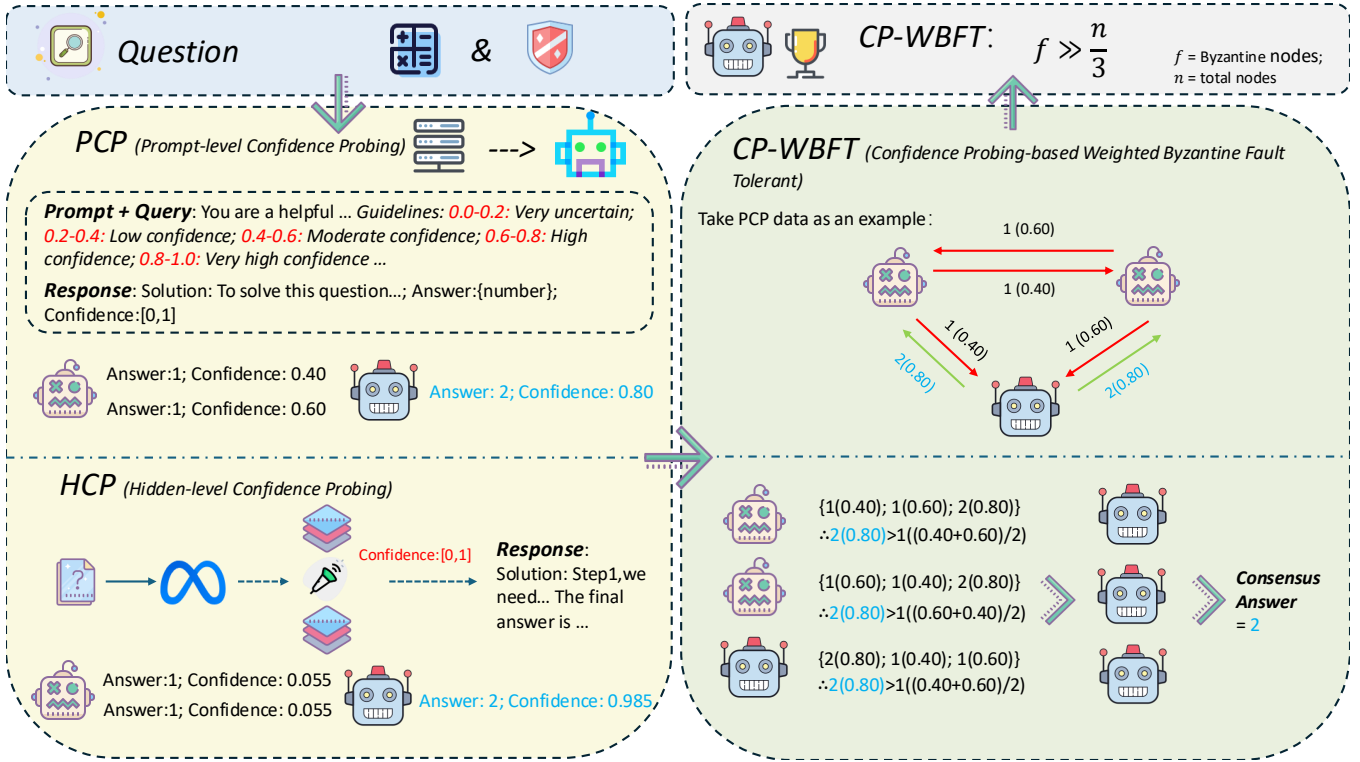 Question
&
PCP (Prompt-level Confidence Probing)
--->
Prompt + Query: You are a helpful ... Guidelines: 0.0-0.2: Very uncertain;
0.2-0.4: Low confidence; 0.4-0.6: Moderate confidence; 0.6-0.8: High
confidence; 0.8-1.0: Very high confidence ...
Response: Solution: To solve this question...; Answer:{number};
Confidence:[0,1]
Answer:1; Confidence: 0.40
Answer:1; Confidence: 0.60
Answer: 2; Confidence: 0.80
HCP (Hidden-level Confidence Probing)
?
Confidence:[0,1]
Response:
Solution: Step1,we
need... The final
answer is ...
Answer:1; Confidence: 0.055
Answer:1; Confidence: 0.055
Answer: 2; Confidence: 0.985
CP-WBFT: f ≫ n/3
f = Byzantine nodes;
n = total nodes
CP-WBFT (Confidence Probing-based Weighted Byzantine Fault
Tolerant)
Take PCP data as an example:
1 (0.60)
1 (0.40)
1 (0.40)
1 (0.60)
2(0.80)
2(0.80)
{1(0.40); 1(0.60); 2(0.80)}
∴2(0.80)>1((0.40+0.60)/2)
{1(0.60); 1(0.40); 2(0.80)}
∴2(0.80)>1((0.60+0.40)/2)
{2(0.80); 1(0.40); 1(0.60)}
∴2(0.80)>1((0.40+0.60)/2)
Consensus
Answer
= 2